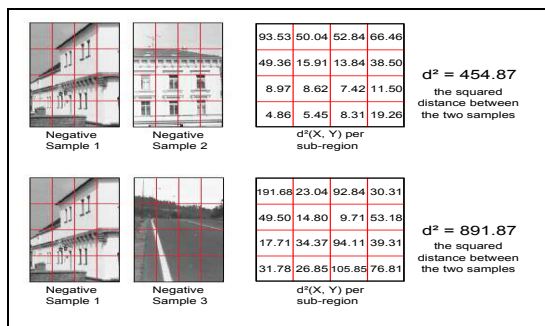 93.53 50.04 52.84 66.46
49.36 15.91 13.84 38.50
8.97 8.62 7.42 11.50
4.86 5.45 8.31 19.26
d² = 454.87
the squared
distance between
the two samples
Negative
Sample 1
Negative
Sample 2
d²(X, Y) per
sub-region
191.68 23.04 92.84 30.31
49.50 14.80 9.71 53.18
17.71 34.37 94.11 39.31
31.78 26.85 105.85 76.81
d² = 891.87
the squared
distance between
the two samples
Negative
Sample 1
Negative
Sample 3
d²(X, Y) per
sub-region